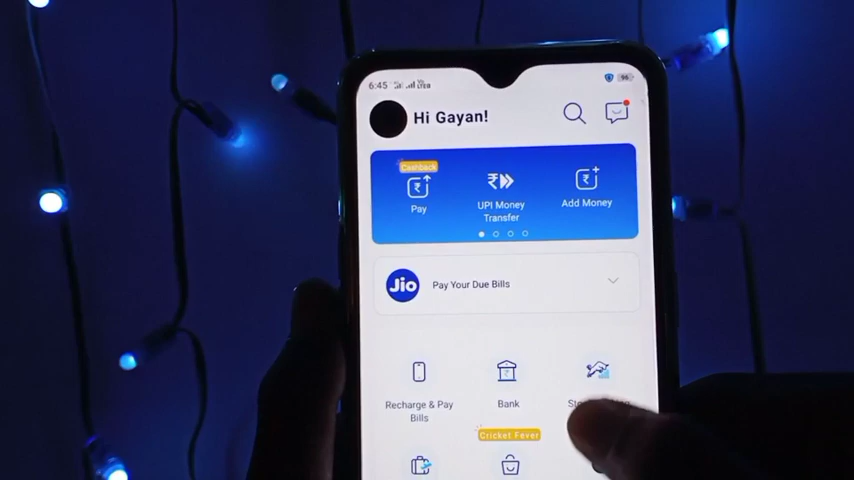 6:45
96
Hi Gayan!
Cashback
Pay
UPI Money
Transfer
Add Money
Jio
Pay Your Due Bills
Recharge & Pay
Bills
Bank
Cricket Fever